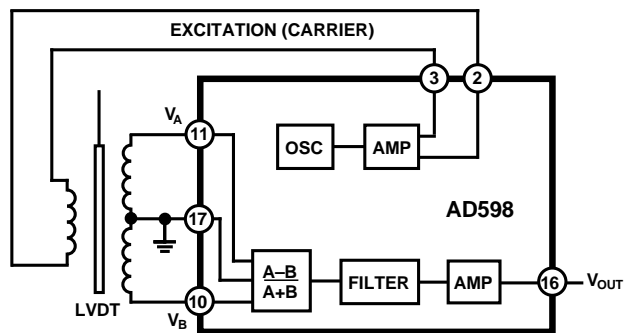 EXCITATION (CARRIER)
3
2
VA
11
OSC
AMP
17
AD598
A–B
A+B
FILTER
AMP
16
VOUT
LVDT
10
VB